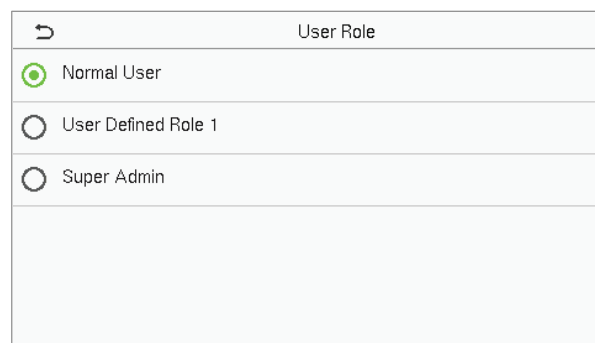 User Role
Normal User
User Defined Role 1
Super Admin